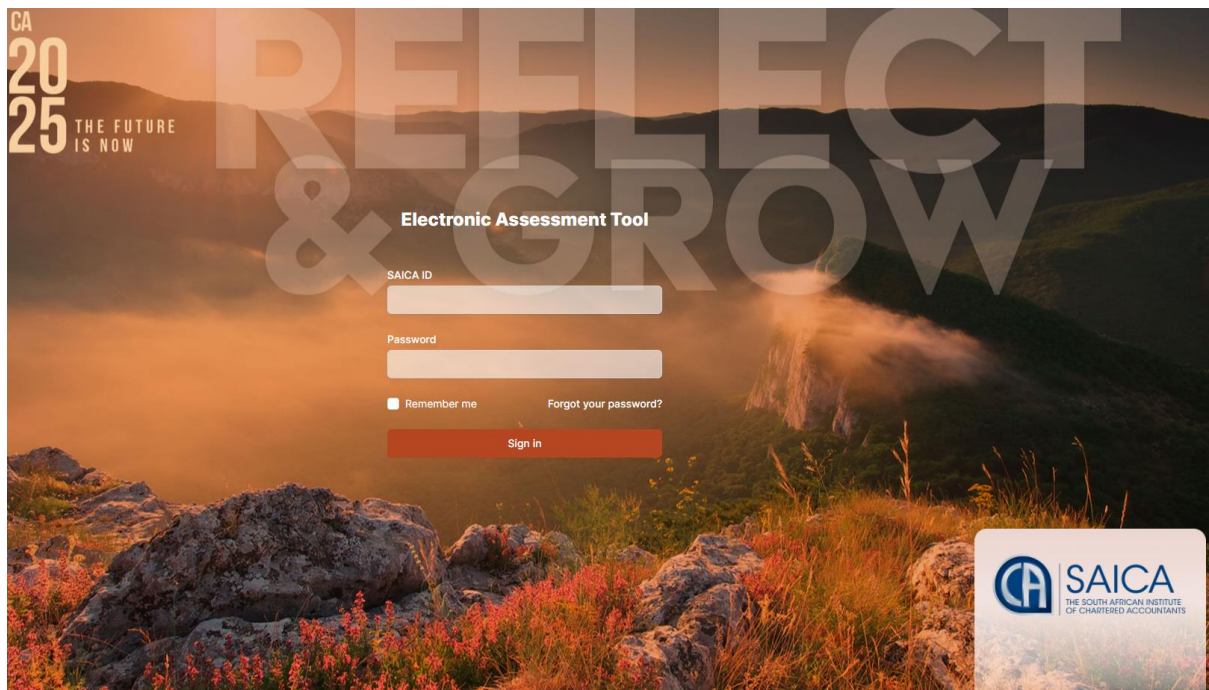 CA
20
25
THE FUTURE
IS NOW
REFLECT
& GROW
Electronic Assessment Tool
SAICA ID
Password
Remember me
Forgot your password?
Sign in
CA
SAICA
THE SOUTH AFRICAN INSTITUTE
OF CHARTERED ACCOUNTANTS